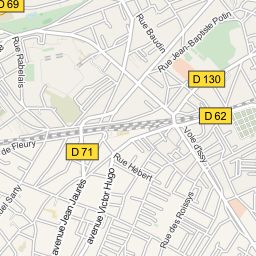 D 69
Rue Baudin
Rue Jean-Baptiste Potin
Rue Rabelais
D 130
D 62
de Fleury
D 71
Voie d'Issy
Rue Hébert
avenue Jean Jaurès
avenue Victor Hugo
Rue des Roissys